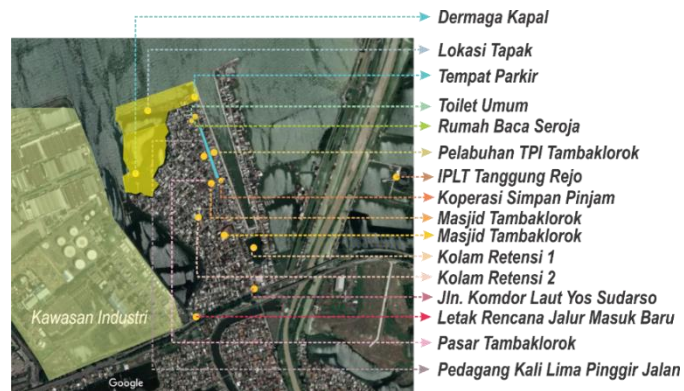 Dermaga Kapal
Lokasi Tapak
Tempat Parkir
Toilet Umum
Rumah Baca Seroja
Pelabuhan TPI Tambaklorok
IPLT Tanggung Rejo
Koperasi Simpan Pinjam
Masjid Tambaklorok
Masjid Tambaklorok
Kolam Retensi 1
Kolam Retensi 2
Jln. Komdor Laut Yos Sudarso
Letak Rencana Jalur Masuk Baru
Pasar Tambaklorok
Pedagang Kali Lima Pinggir Jalan
Kawasan Industri
Google